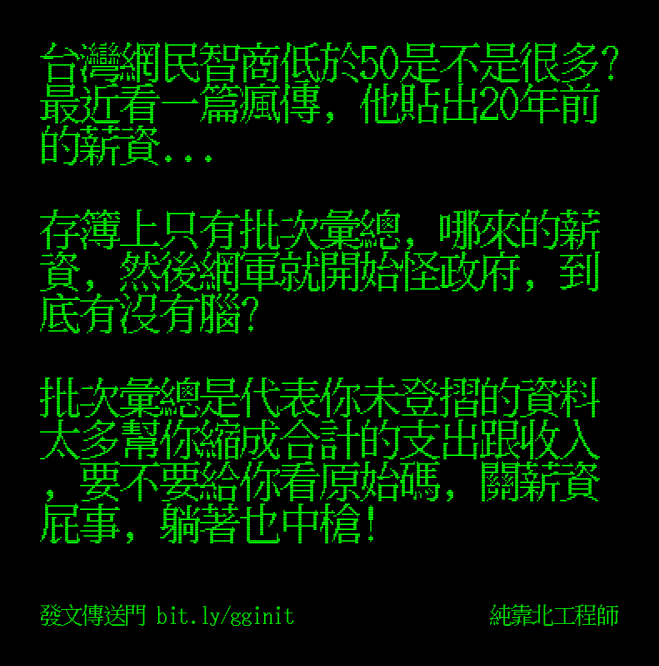 台灣網民智商低於50是不是很多?
最近看一篇瘋傳, 他貼出20年前
的薪資...
存簿上只有批次彙總, 哪來的薪
資, 然後網軍就開始怪政府, 到
底有沒有腦?
批次彙總是代表你未登摺的資料
太多幫你縮成合計的支出跟收入
, 要不要給你看原始碼, 關薪資
屁事, 躺著也中槍!
發文傳送門 bit.ly/gginit
純靠北工程師